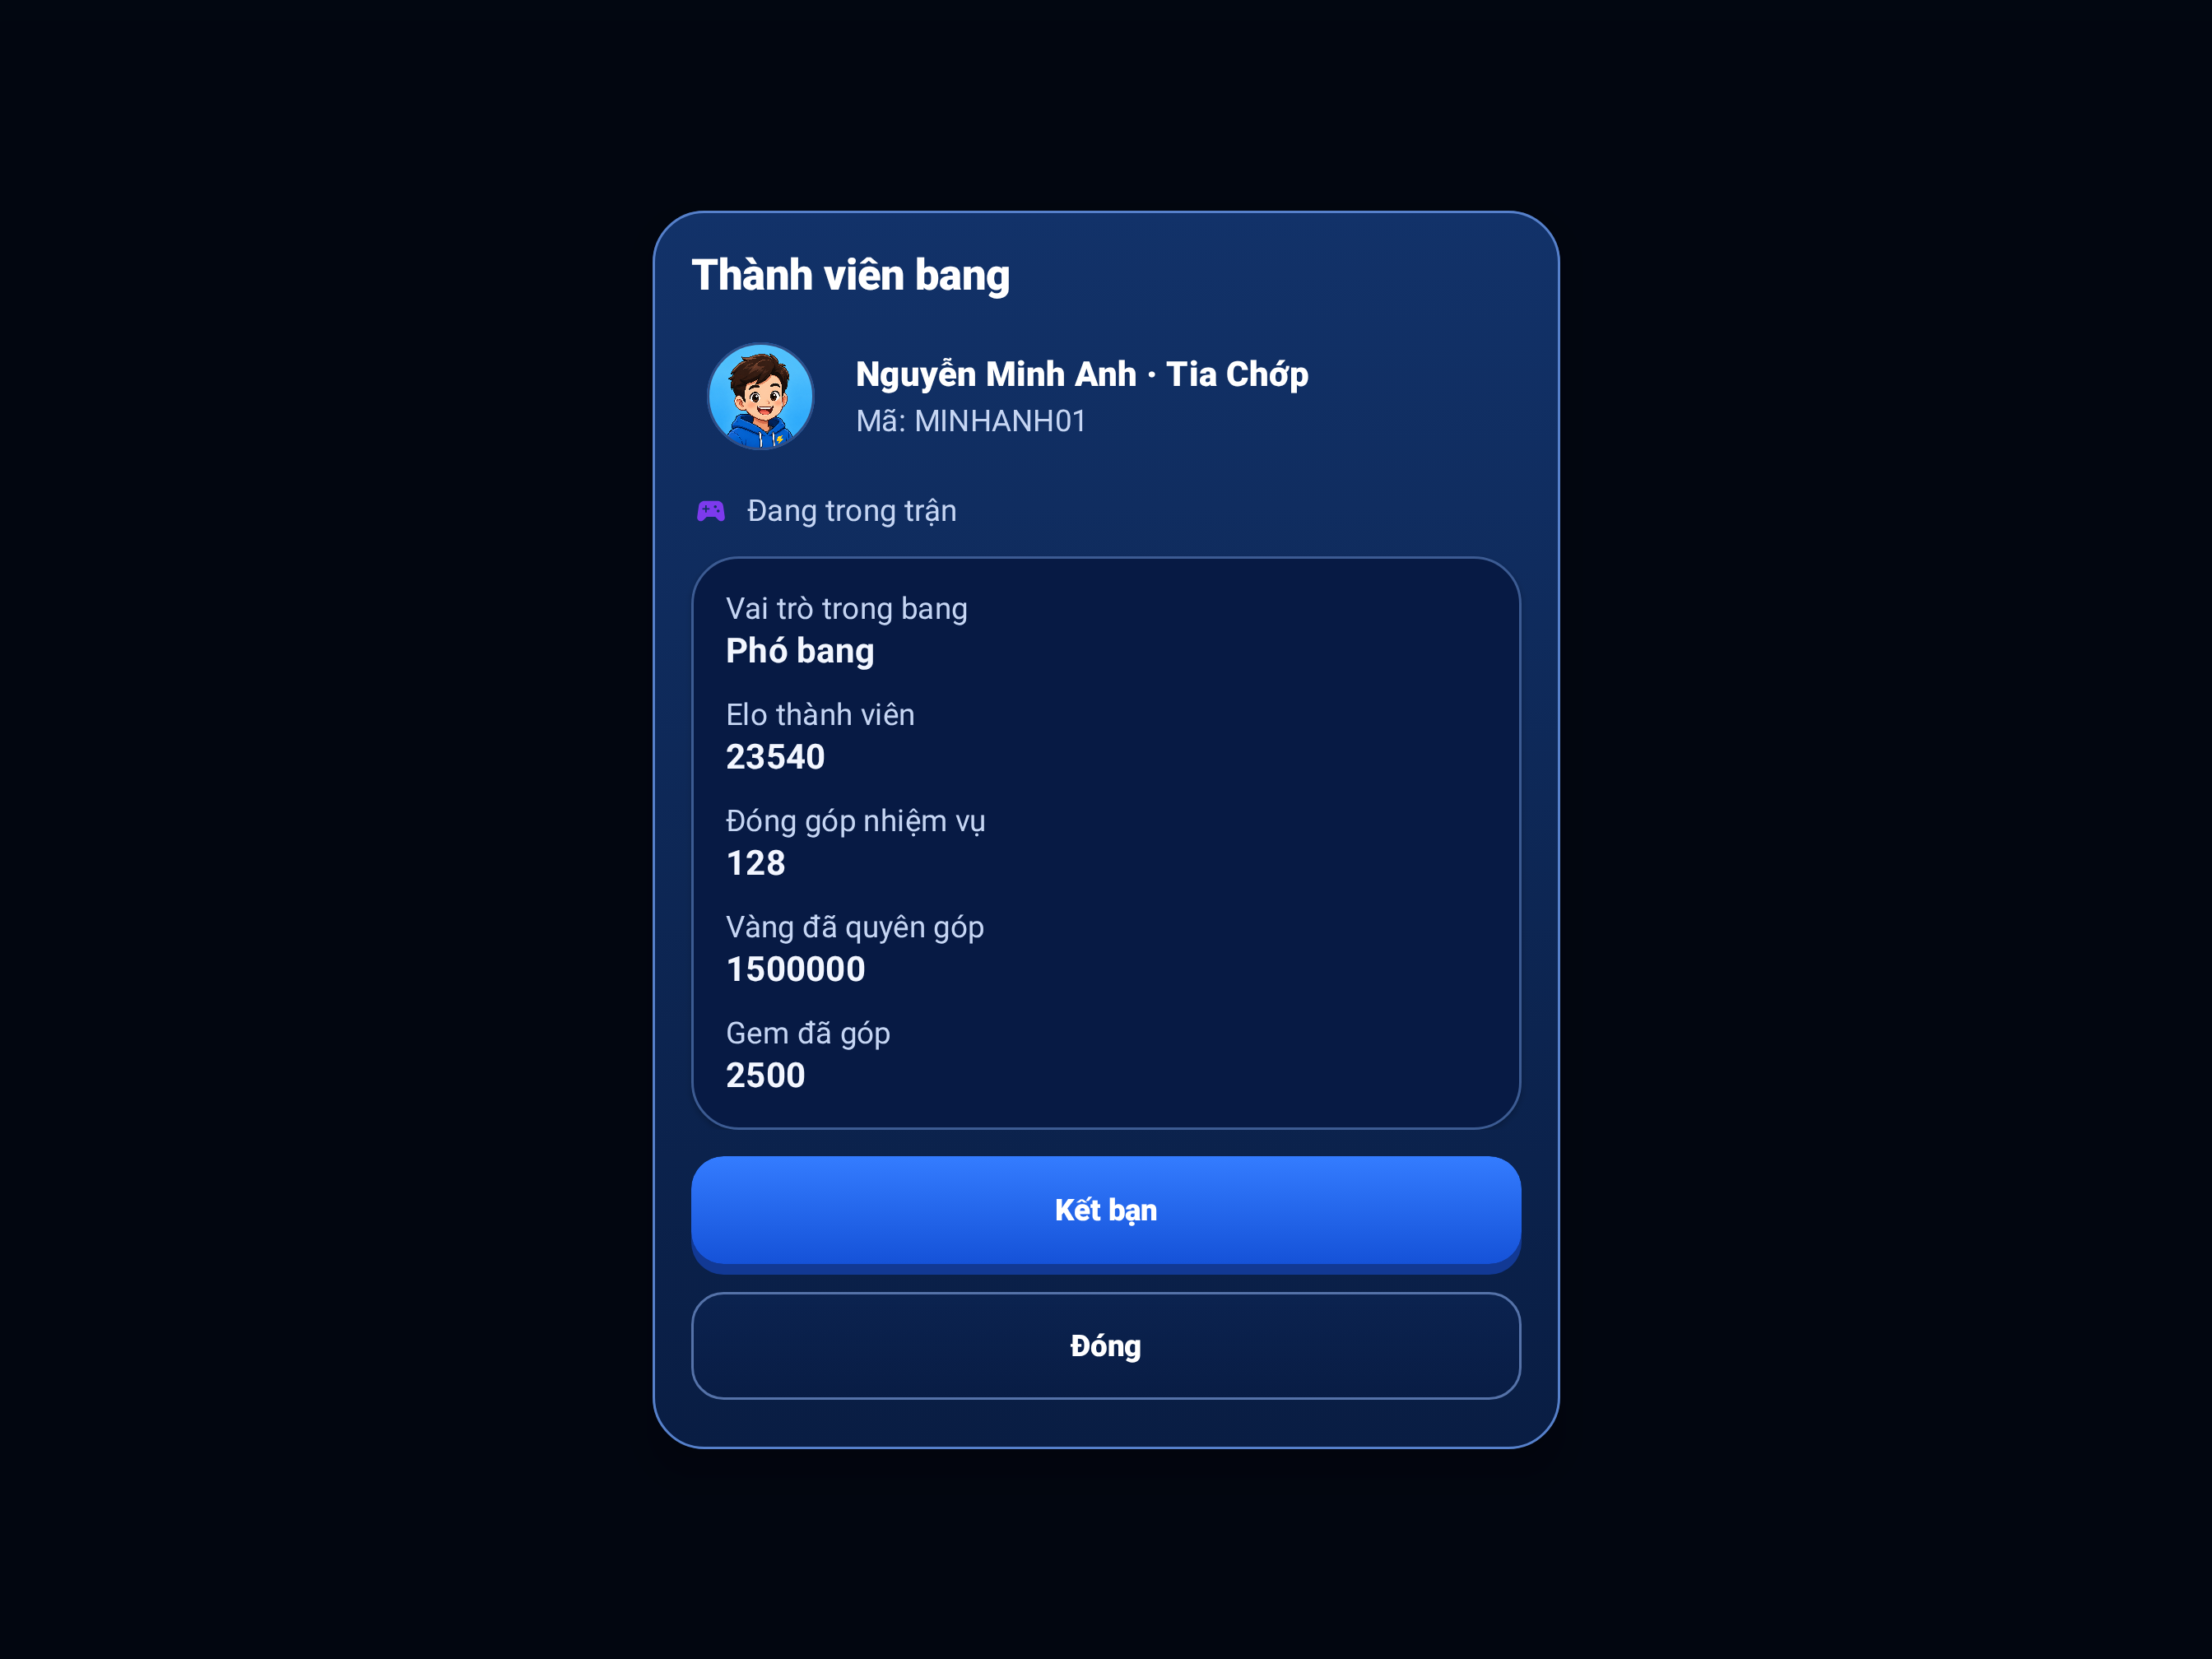 Thành viên bang
Nguyễn Minh Anh · Tia Chớp
Mã: MINHANH01
Đang trong trận
Vai trò trong bang
Phó bang
Elo thành viên
23540
Đóng góp nhiệm vụ
128
Vàng đã quyên góp
1500000
Gem đã góp
2500
Kết bạn
Đóng